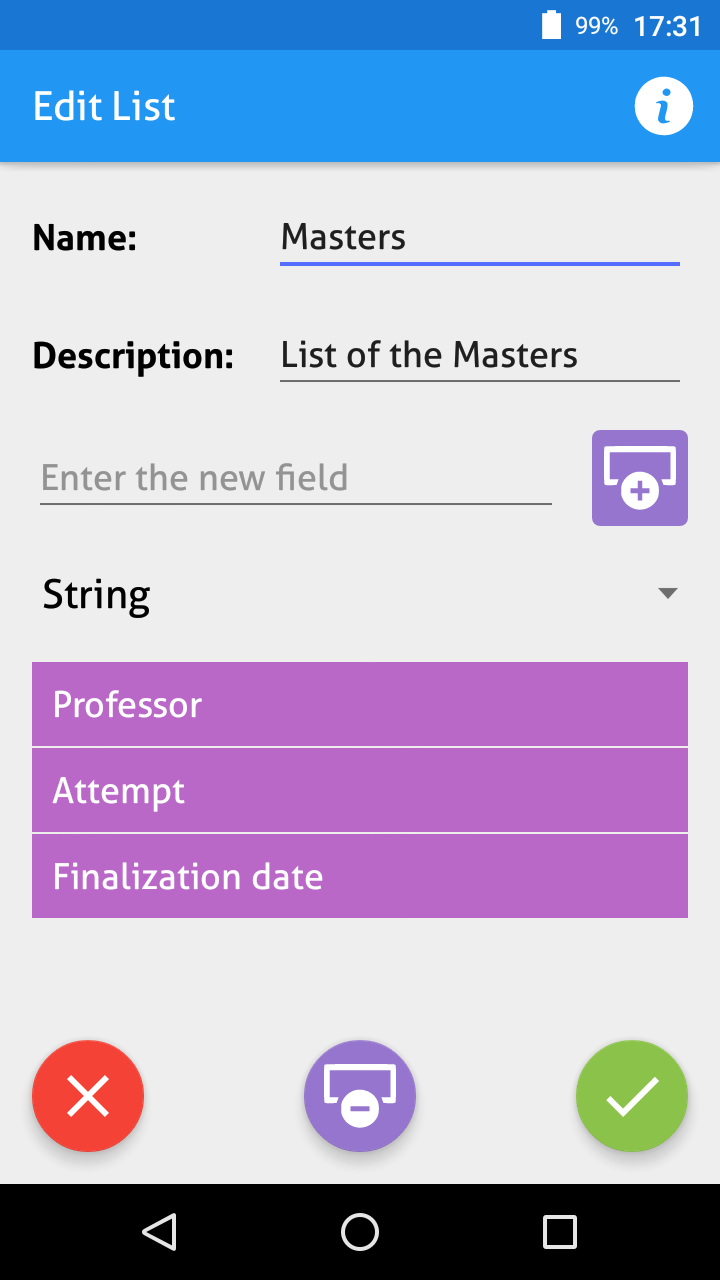 99% 17:31
Edit List
Name: Masters
Description: List of the Masters
Enter the new field
String
Professor
Attempt
Finalization date